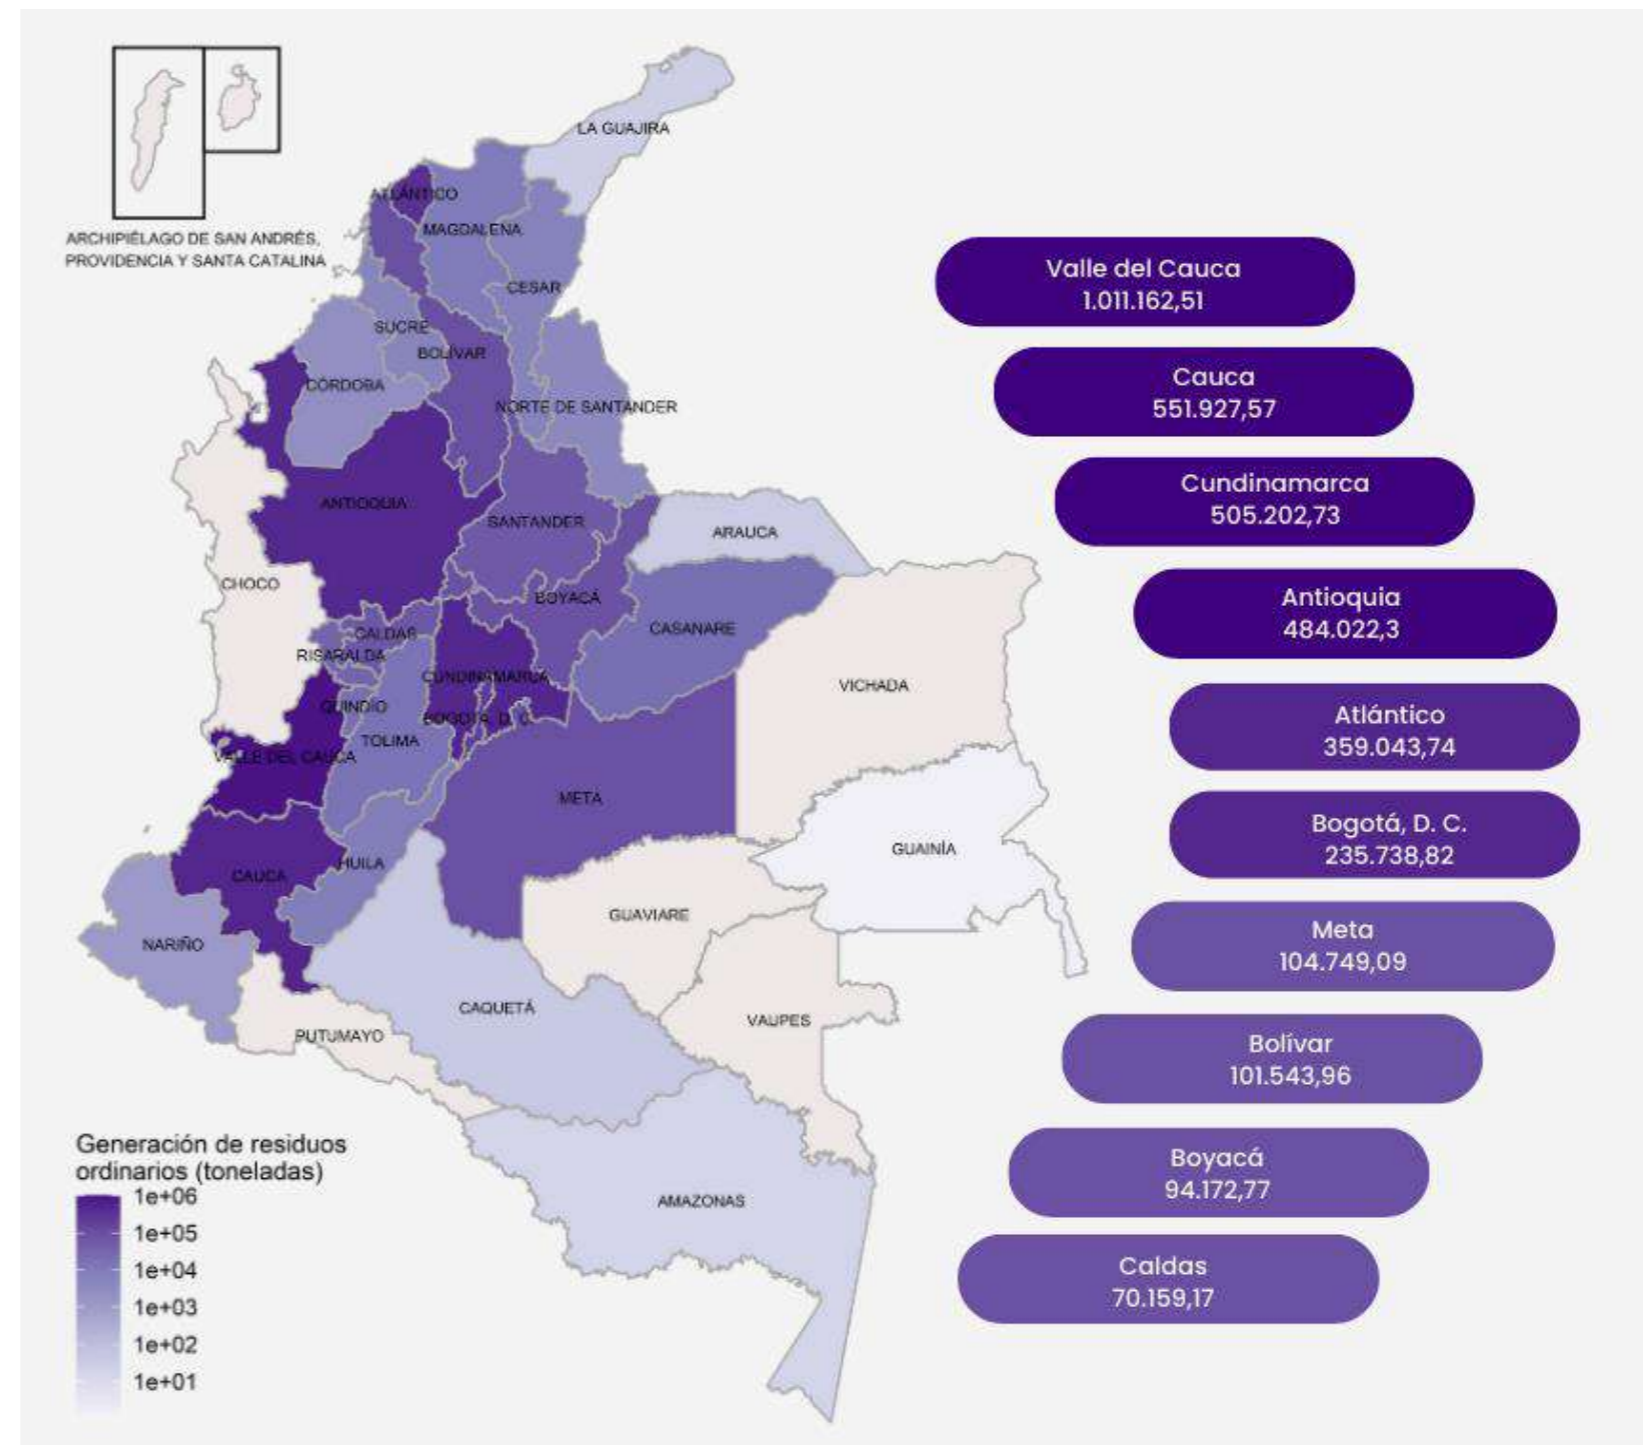 LA GUAJIRA
ATLÁNTICO
MAGDALENA
ARCHIPIÉLAGO DE SAN ANDRÉS,
PROVIDENCIA Y SANTA CATALINA
CESAR
SUCRE
BOLÍVAR
CÓRDOBA
NORTE DE SANTANDER
ANTIOQUIA
SANTANDER
ARAUCA
CHOCO
BOYACÁ
CASANARE
CALDAS
RISARALDA
CUNDINAMARCA
VICHADA
QUINDÍO
BOGOTÁ, D. C.
TOLIMA
VALLE DEL CAUCA
META
GUAINÍA
HUILA
CAUCA
GUAVIARE
NARIÑO
CAQUETÁ
VAUPES
PUTUMAYO
AMAZONAS
Generación de residuos
ordinarios (toneladas)
1e+06
1e+05
1e+04
1e+03
1e+02
1e+01
Valle del Cauca
1.011.162,51
Cauca
551.927,57
Cundinamarca
505.202,73
Antioquia
484.022,3
Atlántico
359.043,74
Bogotá, D. C.
235.738,82
Meta
104.749,09
Bolívar
101.543,96
Boyacá
94.172,77
Caldas
70.159,17